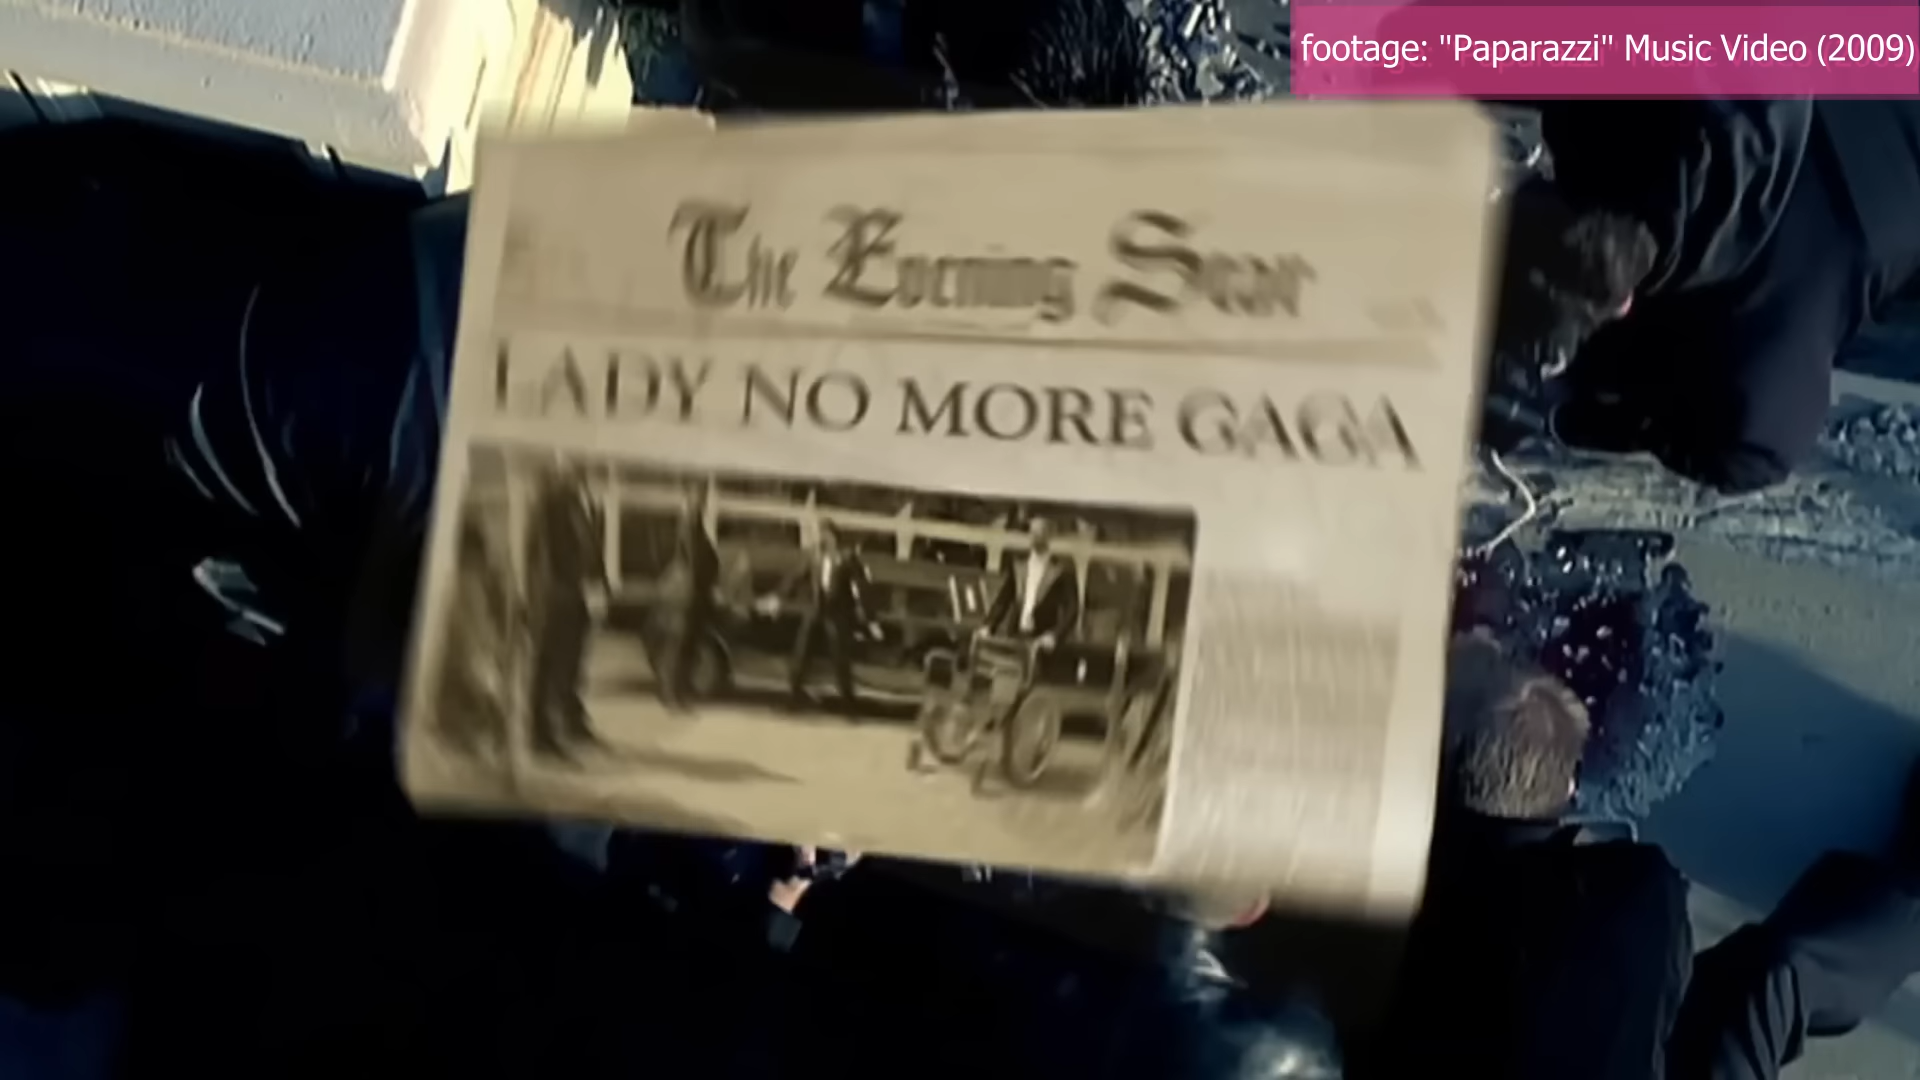 footage: "Paparazzi" Music Video (2009)
The Evening Star
LADY NO MORE GAGA